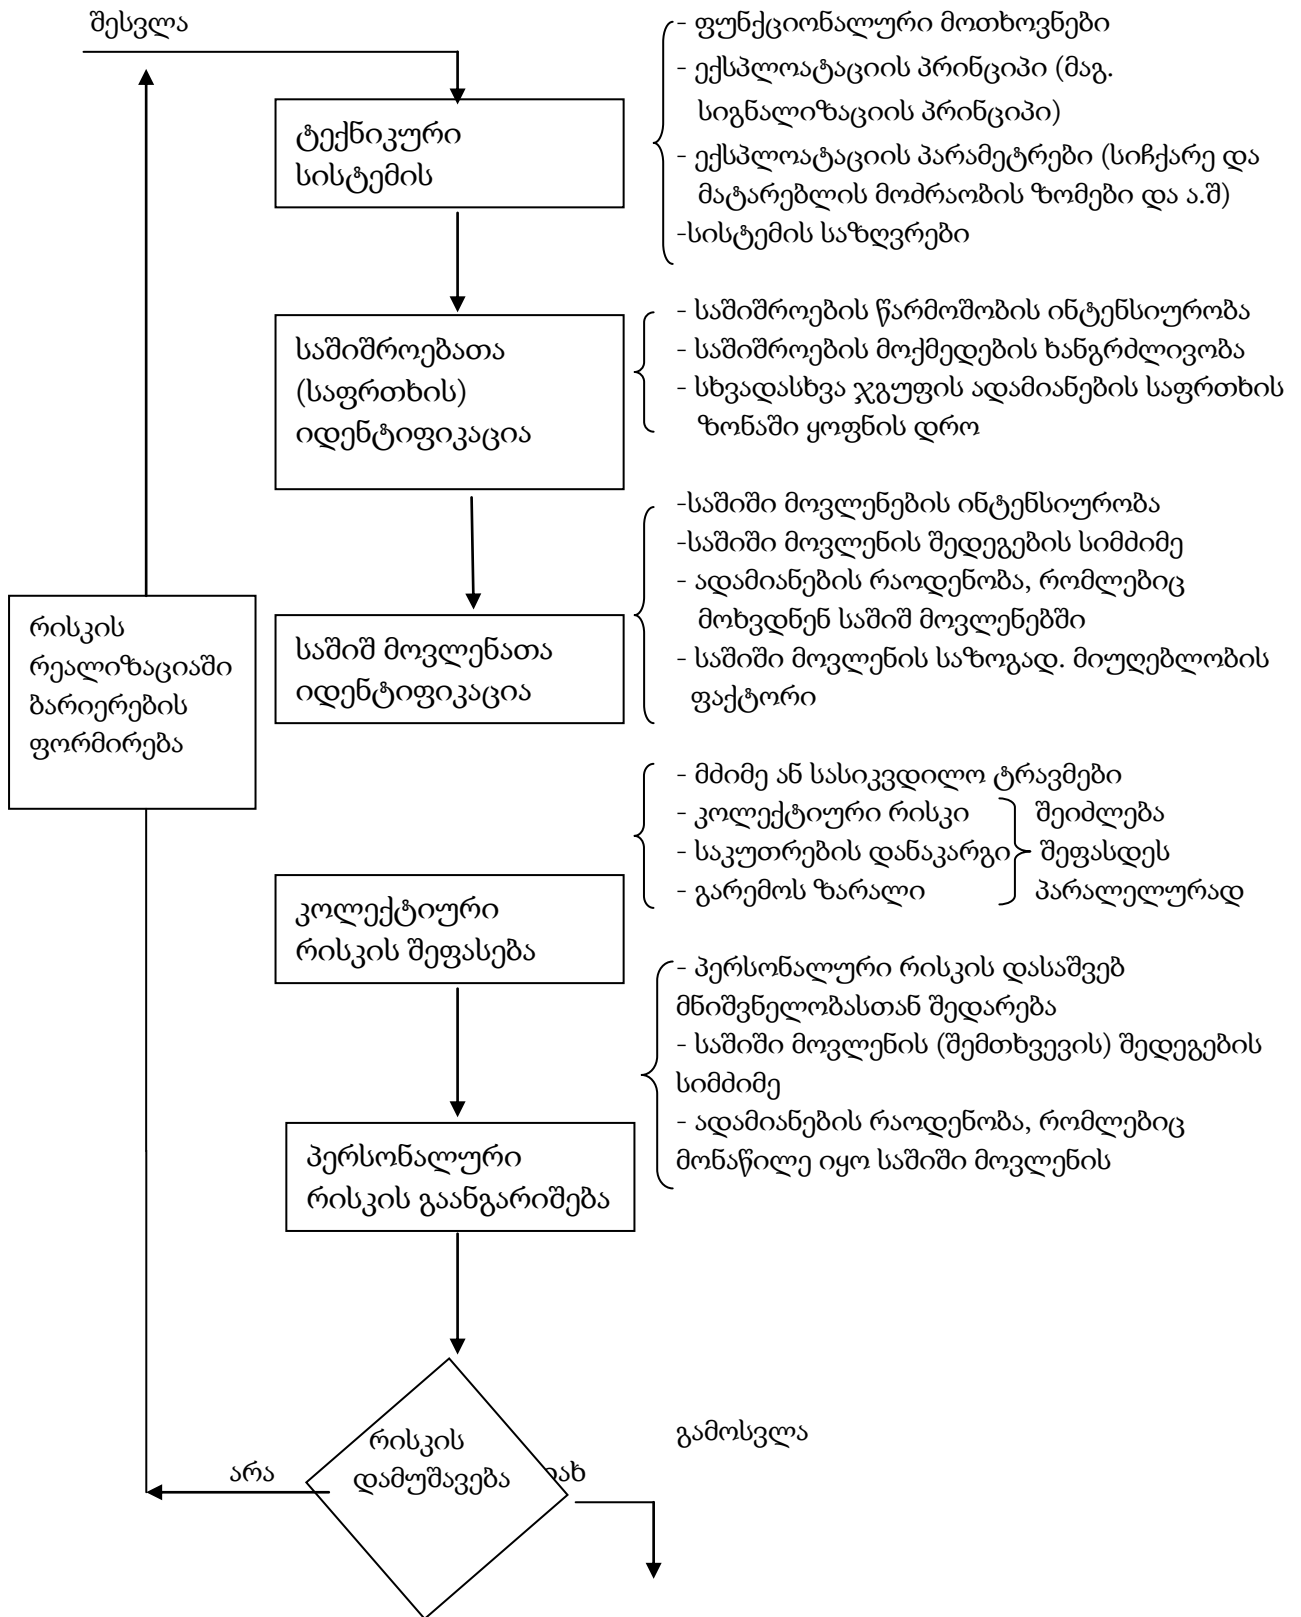 შესვლა
- ფუნქციონალური მოთხოვნები
- ექსპლოატაციის პრინციპი (მაგ.
სიგნალიზაციის პრინციპი)
- ექსპლოატაციის პარამეტრები (სიჩქარე და
მატარებლის მოძრაობის ზომები და ა.შ)
-სისტემის საზღვრები
ტექნიკური
სისტემის
- საშიშროების წარმოშობის ინტენსიურობა
- საშიშროების მოქმედების ხანგრძლივობა
- სხვადასხვა ჯგუფის ადამიანების საფრთხის
ზონაში ყოფნის დრო
საშიშროებათა
(საფრთხის)
იდენტიფიკაცია
-საშიში მოვლენების ინტენსიურობა
-საშიში მოვლენის შედეგების სიმძიმე
- ადამიანების რაოდენობა, რომლებიც
მოხვდნენ საშიშ მოვლენებში
- საშიში მოვლენის საზოგად. მიუღებლობის
ფაქტორი
საშიშ მოვლენათა
იდენტიფიკაცია
რისკის
რეალიზაციაში
ბარიერების
ფორმირება
- მძიმე ან სასიკვდილო ტრავმები
- კოლექტიური რისკი
- საკუთრების დანაკარგი
- გარემოს ზარალი
შეიძლება
შეფასდეს
პარალელურად
კოლექტიური
რისკის შეფასება
- პერსონალური რისკის დასაშვებ
მნიშვნელობასთან შედარება
- საშიში მოვლენის (შემთხვევის) შედეგების
სიმძიმე
- ადამიანების რაოდენობა, რომლებიც
მონაწილე იყო საშიში მოვლენის
პერსონალური
რისკის გაანგარიშება
რისკის
დამუშავება
არა
გამოსვლა